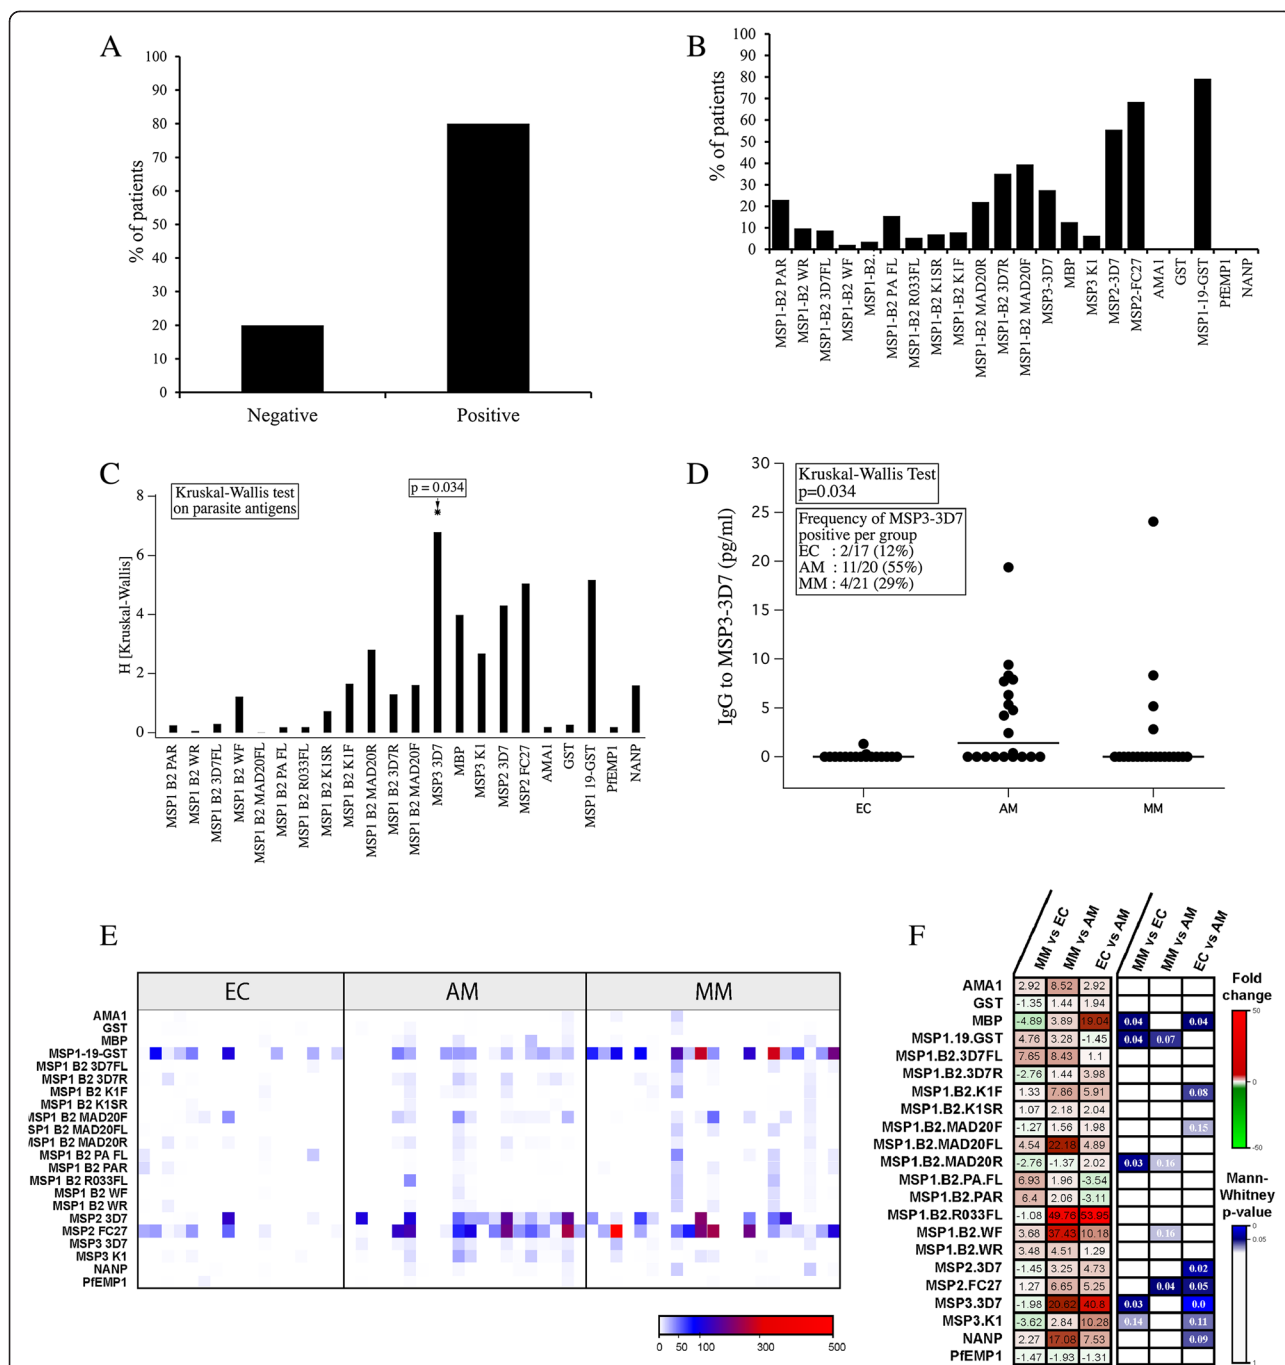 A
% of patients
100
90
80
70
60
50
40
30
20
10
0
Negative
Positive
B
% of patients
100
90
80
70
60
50
40
30
20
10
0
MSP1-B2 PAR
MSP1-B2 WR
MSP1-B2 3D7FL
MSP1-B2 WF
MSP1-B2.
MSP1-B2 PA FL
MSP1-B2 R033FL
MSP1-B2 K1SR
MSP1-B2 K1F
MSP1-B2 MAD20R
MSP1-B2 3D7R
MSP1-B2 MAD20F
MSP3-3D7
MBP
MSP3 K1
MSP2-3D7
MSP2-FC27
AMA1
GST
MSP1-19-GST
PfEMP1
NANP
C
Kruskal-Wallis test
on parasite antigens
p = 0.034
*
H [Kruskal-Wallis]
8
6
4
2
0
MSP1 B2 PAR
MSP1 B2 WR
MSP1 B2 3D7FL
MSP1 B2 WF
MSP1 B2 MAD20FL
MSP1 B2 PA FL
MSP1 B2 R033FL
MSP1 B2 K1SR
MSP1 B2 K1F
MSP1 B2 MAD20R
MSP1 B2 3D7R
MSP1 B2 MAD20F
MSP3 3D7
MBP
MSP3 K1
MSP2 3D7
MSP2 FC27
AMA1
GST
MSP1 19-GST
PfEMP1
NANP
D
Kruskal-Wallis Test
p=0.034
Frequency of MSP3-3D7
positive per group
EC : 2/17 (12%)
AM : 11/20 (55%)
MM : 4/21 (29%)
IgG to MSP3-3D7 (pg/ml)
30
25
20
15
10
5
0
EC
AM
MM
E
EC AM MM
AMA1
GST
MBP
MSP1-19-GST
MSP1 B2 3D7FL
MSP1 B2 3D7R
MSP1 B2 K1F
MSP1 B2 K1SR
MSP1 B2 MAD20F
MSP1 B2 MAD20FL
MSP1 B2 MAD20R
MSP1 B2 PA FL
MSP1 B2 PAR
MSP1 B2 R033FL
MSP1 B2 WF
MSP1 B2 WR
MSP2 3D7
MSP2 FC27
MSP3 3D7
MSP3 K1
NANP
PfEMP1
0 50 100 300 500
F
MM vs EC
MM vs AM
EC vs AM
MM vs EC
MM vs AM
EC vs AM
AMA1 2.92 8.52 2.92
GST -1.35 1.44 1.94
MBP -4.89 3.89 19.04 0.04 0.04
MSP1.19.GST 4.76 3.28 -1.45 0.04 0.07
MSP1.B2.3D7FL 7.65 8.43 1.1
MSP1.B2.3D7R -2.76 1.44 3.98
MSP1.B2.K1F 1.33 7.86 5.91 0.08
MSP1.B2.K1SR 1.07 2.18 2.04
MSP1.B2.MAD20F -1.27 1.56 1.98 0.15
MSP1.B2.MAD20FL 4.54 22.18 4.89
MSP1.B2.MAD20R -2.76 -1.37 2.02 0.03 0.16
MSP1.B2.PA.FL 6.93 1.96 -3.54
MSP1.B2.PAR 6.4 2.06 -3.11
MSP1.B2.R033FL -1.08 49.76 53.95
MSP1.B2.WF 3.68 37.43 10.18 0.16
MSP1.B2.WR 3.48 4.51 1.29
MSP2.3D7 -1.45 3.25 4.73 0.02
MSP2.FC27 1.27 6.65 5.25 0.04 0.05
MSP3.3D7 -1.98 20.62 40.8 0.03 0.0
MSP3.K1 -3.62 2.84 10.28 0.14 0.11
NANP 2.27 17.08 7.53 0.09
PfEMP1 -1.47 -1.93 -1.31
Fold
change
50
0
-50
Mann-
Whitney
p-value
0
0.05
1